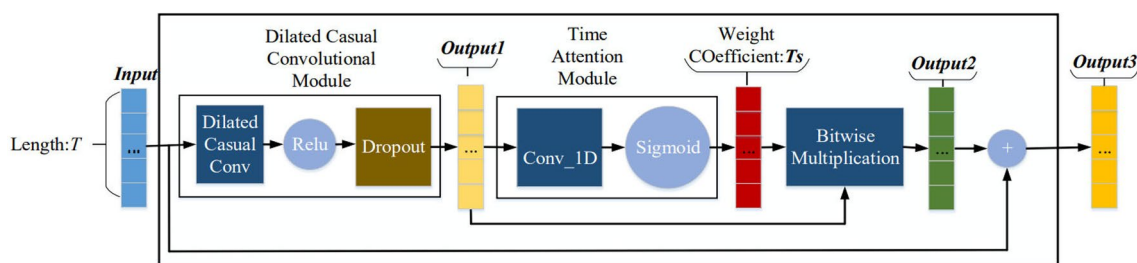 Input
Length:T
...
Dilated Casual
Convolutional
Module
Dilated
Casual
Conv
Relu
Dropout
Output1
...
Time
Attention
Module
Conv_1D
Sigmoid
Weight
COefficient:Ts
...
Bitwise
Multiplication
Output2
...
+
Output3
...